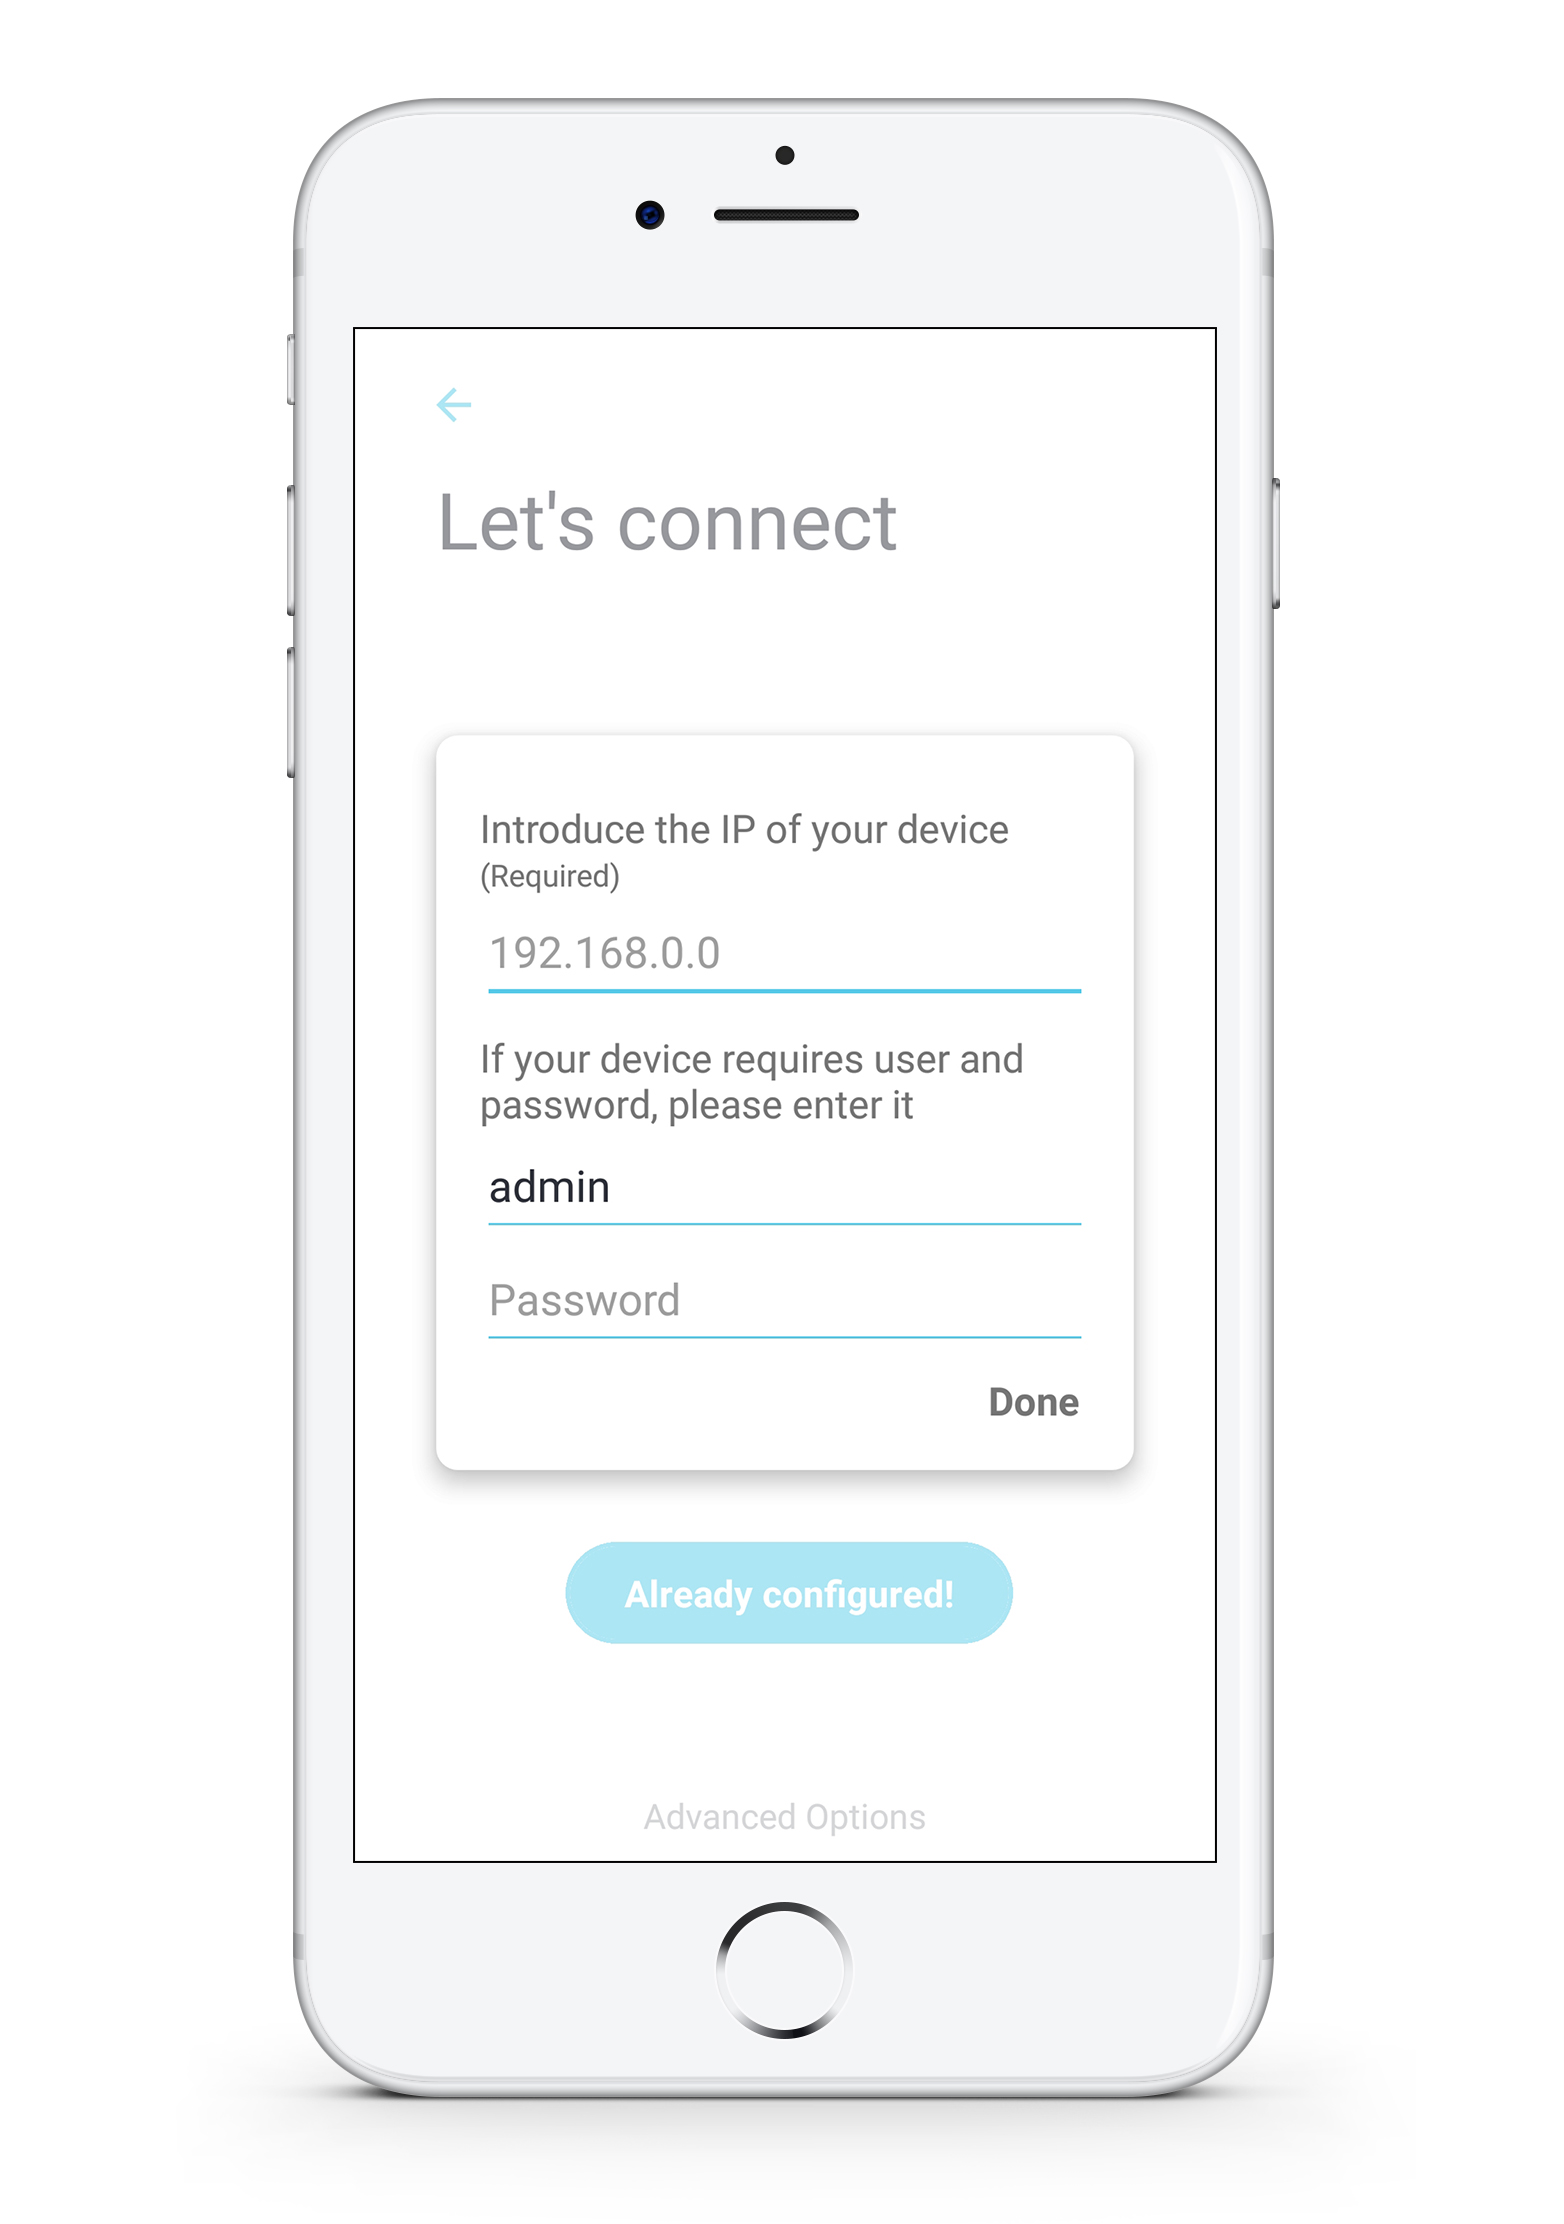 Let's connect
Introduce the IP of your device
(Required)
192.168.0.0
If your device requires user and
password, please enter it
admin
Password
Done
Already configured!
Advanced Options